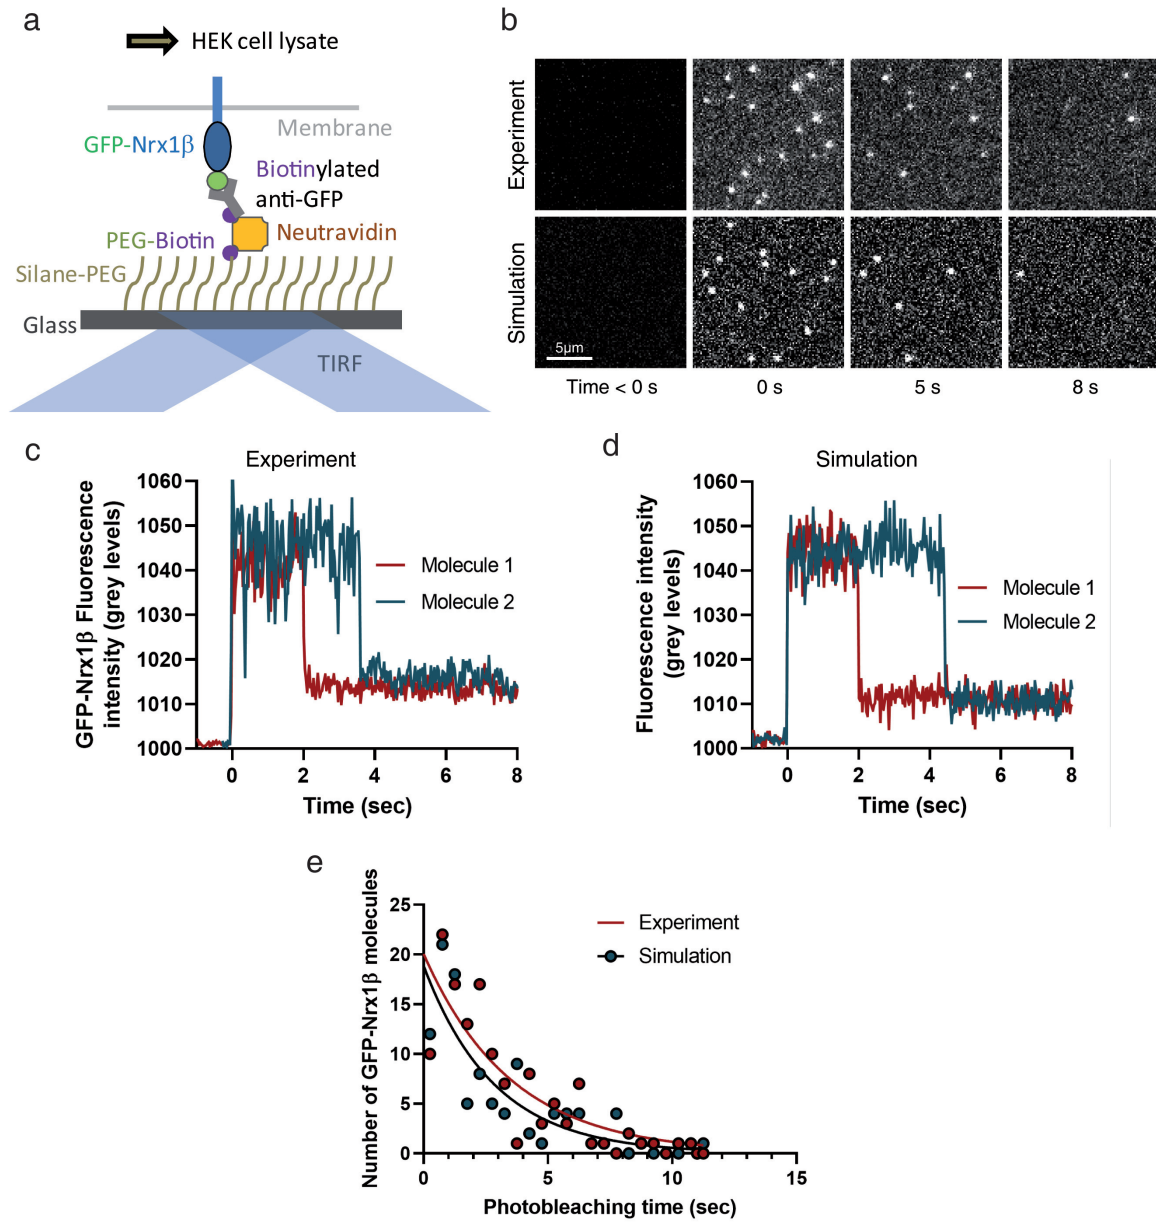 a
HEK cell lysate
Membrane
GFP-Nrx1β
Biotinylated
anti-GFP
PEG-Biotin
Neutravidin
Silane-PEG
Glass
TIRF
b
Experiment
Simulation
5µm
Time < 0 s
0 s
5 s
8 s
c
Experiment
GFP-Nrx1β Fluorescence
intensity (grey levels)
1060
1050
1040
1030
1020
1010
1000
Molecule 1
Molecule 2
0
2
4
6
8
Time (sec)
d
Simulation
Fluorescence intensity
(grey levels)
1060
1050
1040
1030
1020
1010
1000
Molecule 1
Molecule 2
0
2
4
6
8
Time (sec)
e
Number of GFP-Nrx1β molecules
25
20
15
10
5
0
Experiment
Simulation
0
5
10
15
Photobleaching time (sec)